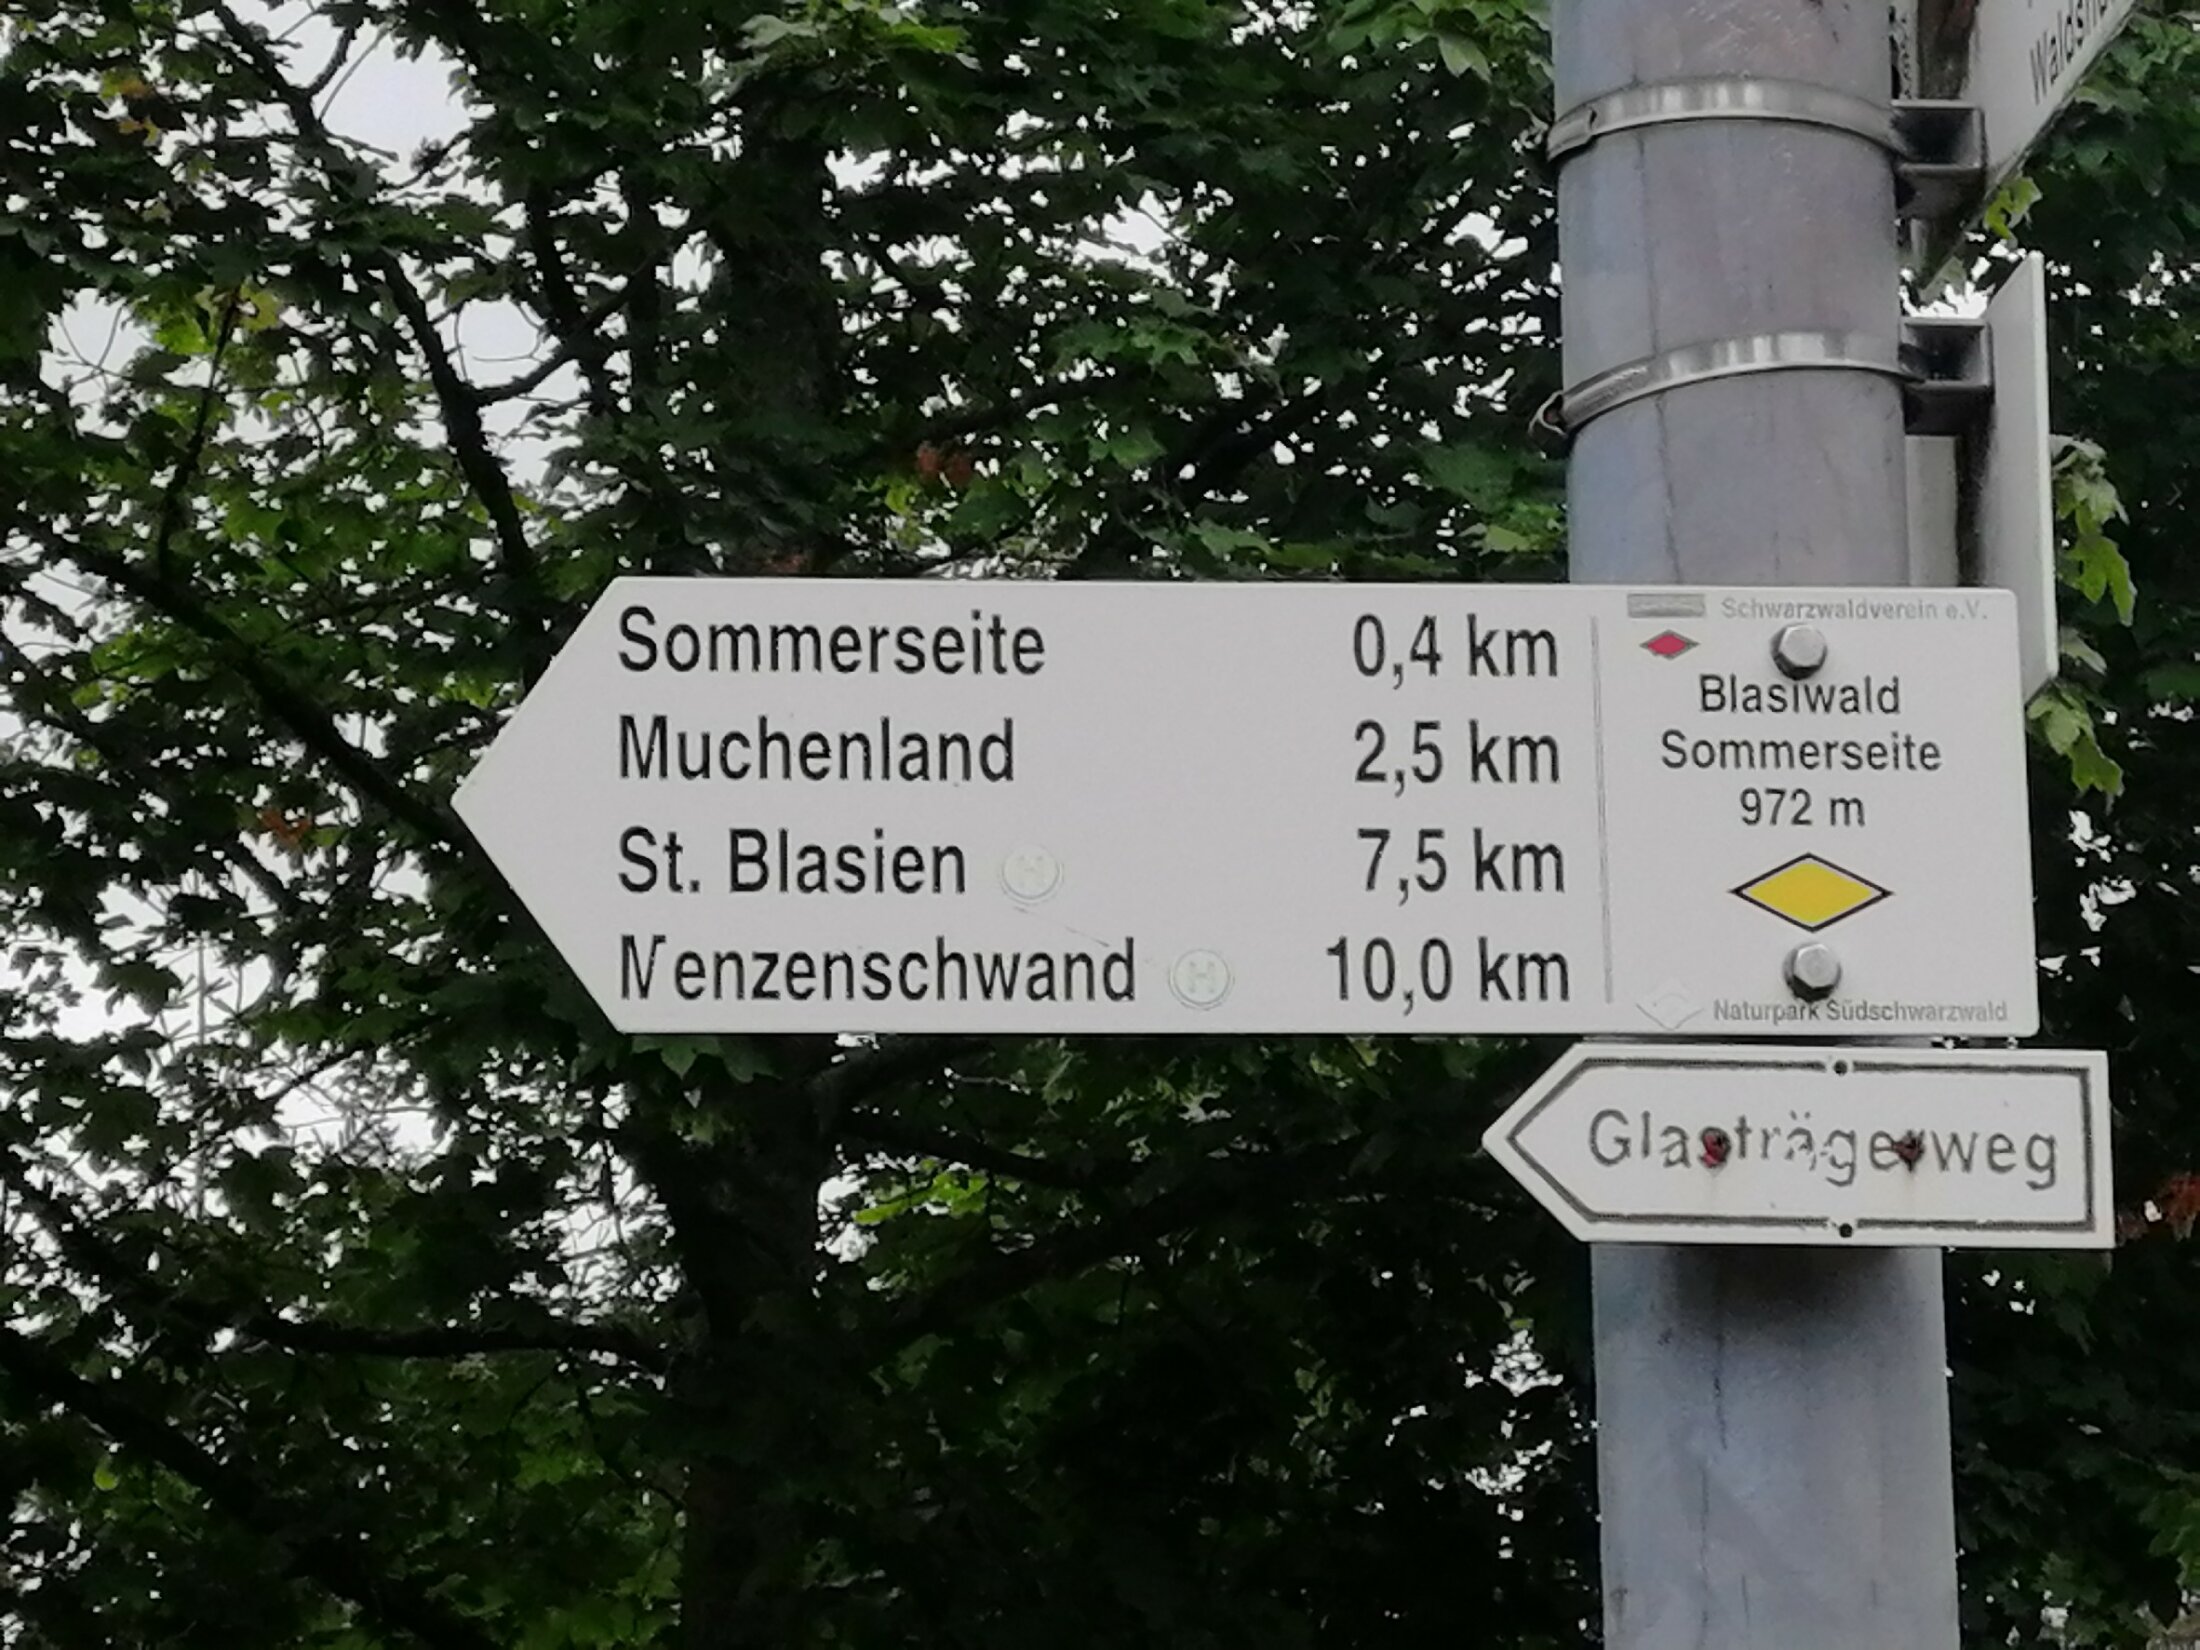 Sommerseite 0,4 km
Muchenland 2,5 km
St. Blasien H 7,5 km
Menzenschwand H 10,0 km
Schwarzwaldverein e.V.
Blasiwald
Sommerseite
972 m
Naturpark Südschwarzwald
Glasträgerweg